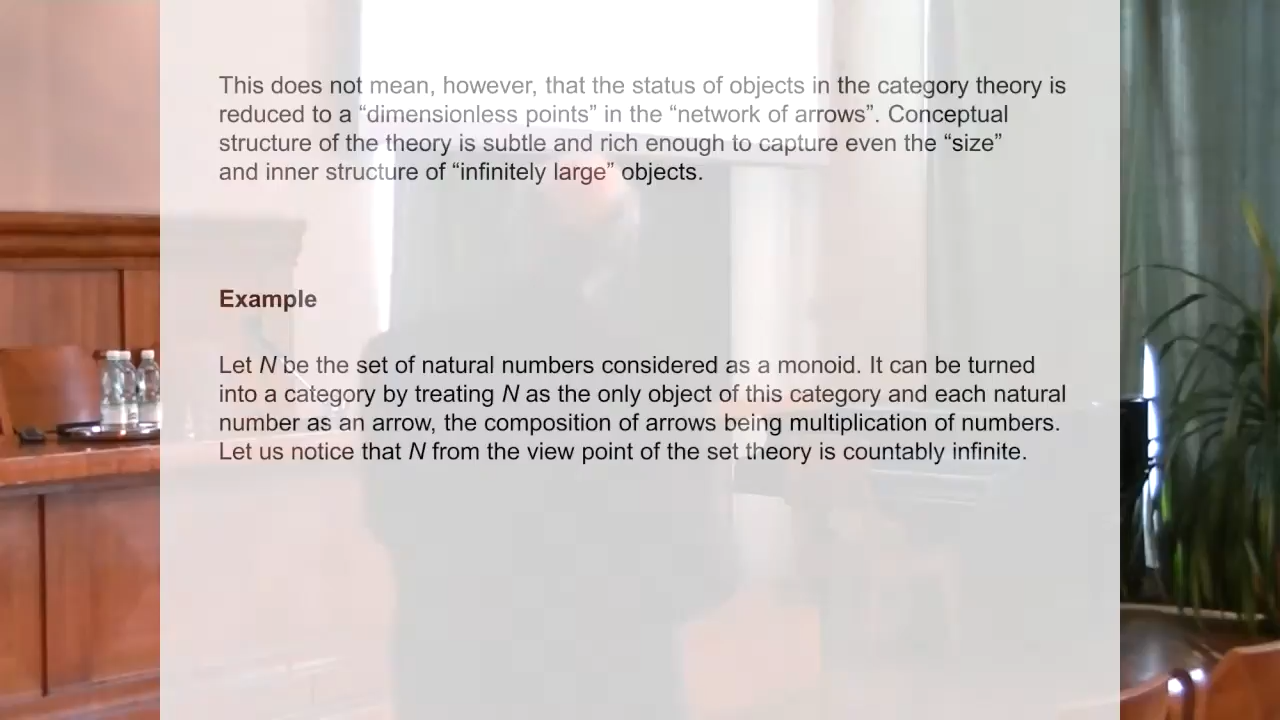 This does not mean, however, that the status of objects in the category theory is
reduced to a “dimensionless points” in the “network of arrows”. Conceptual
structure of the theory is subtle and rich enough to capture even the “size”
and inner structure of “infinitely large” objects.
Example
Let N be the set of natural numbers considered as a monoid. It can be turned
into a category by treating N as the only object of this category and each natural
number as an arrow, the composition of arrows being multiplication of numbers.
Let us notice that N from the view point of the set theory is countably infinite.